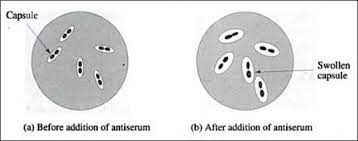 Capsule
Swollen
capsule
(a) Before addition of antiserum
(b) After addition of antiserum